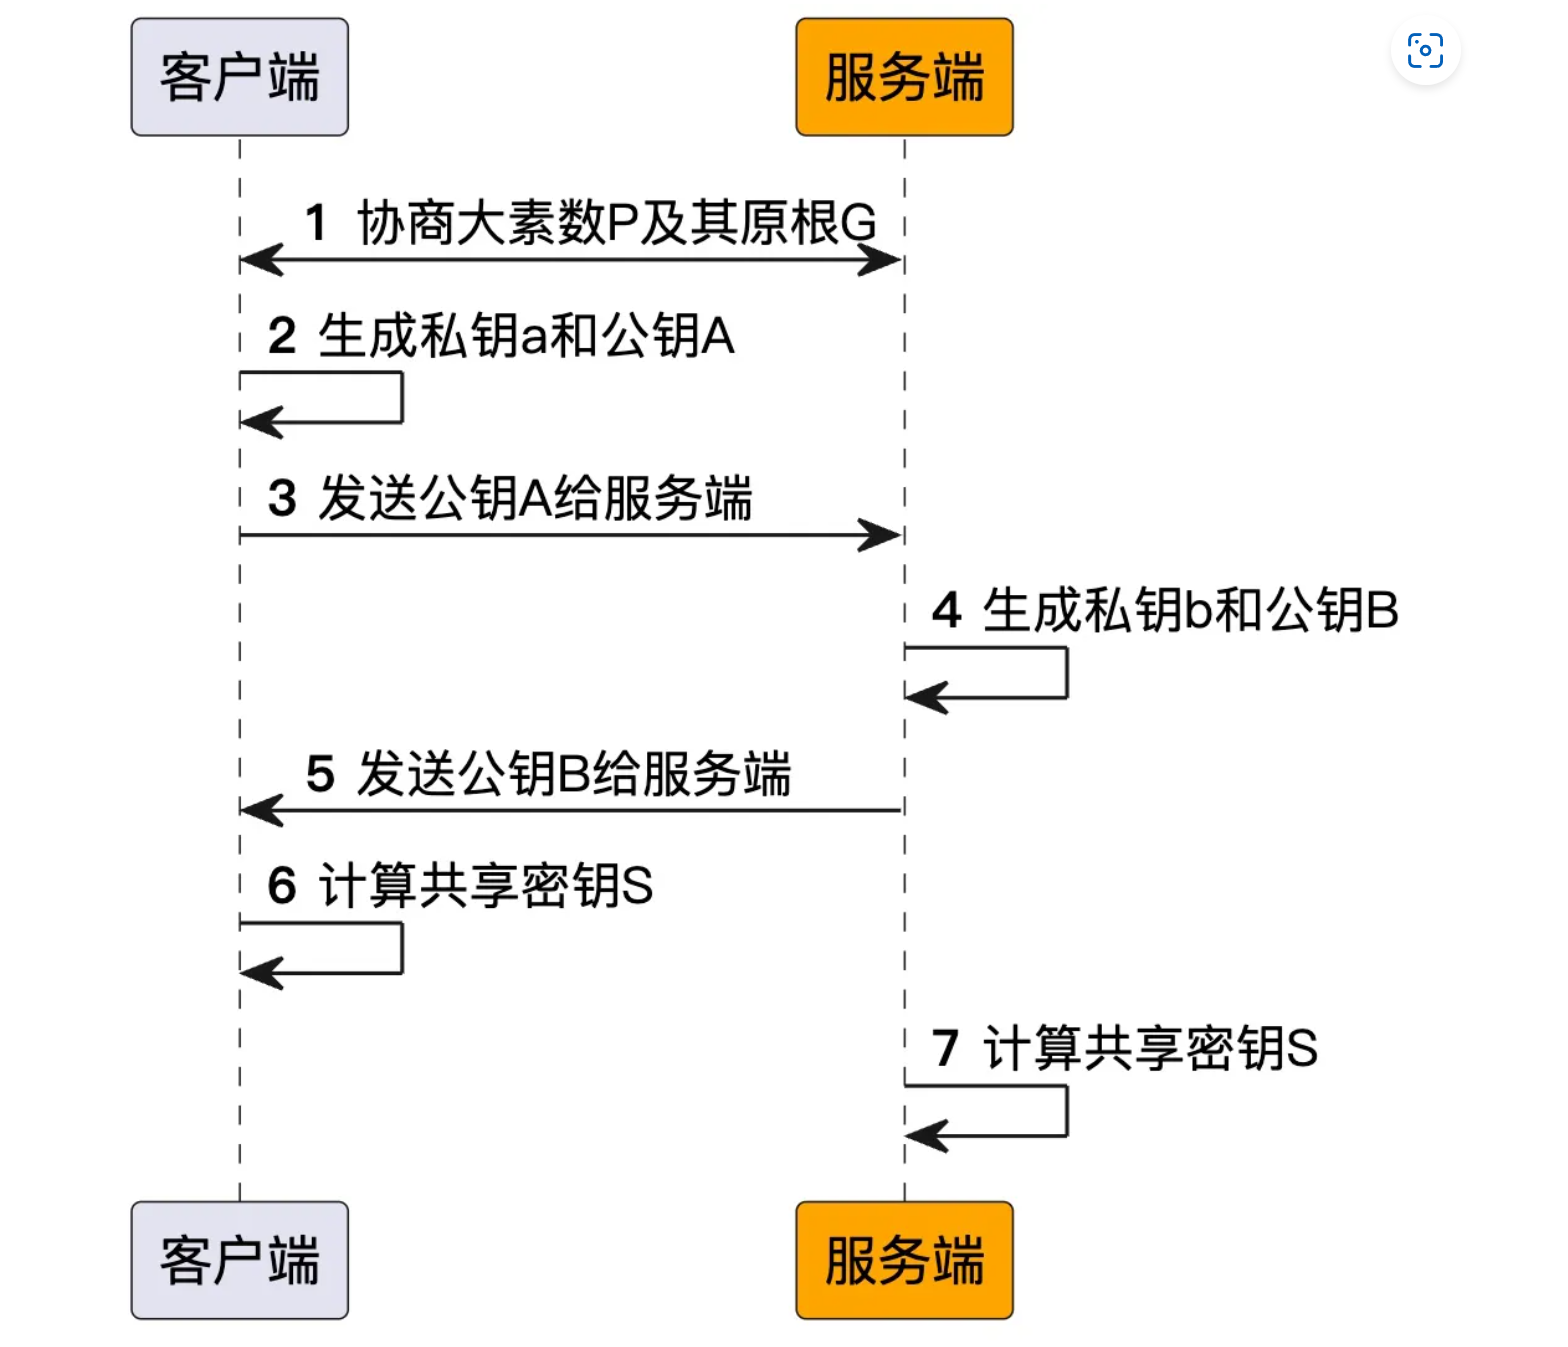 客户端
服务端
1 协商大素数P及其原根G
2 生成私钥a和公钥A
3 发送公钥A给服务端
4 生成私钥b和公钥B
5 发送公钥B给服务端
6 计算共享密钥S
7 计算共享密钥S
客户端
服务端